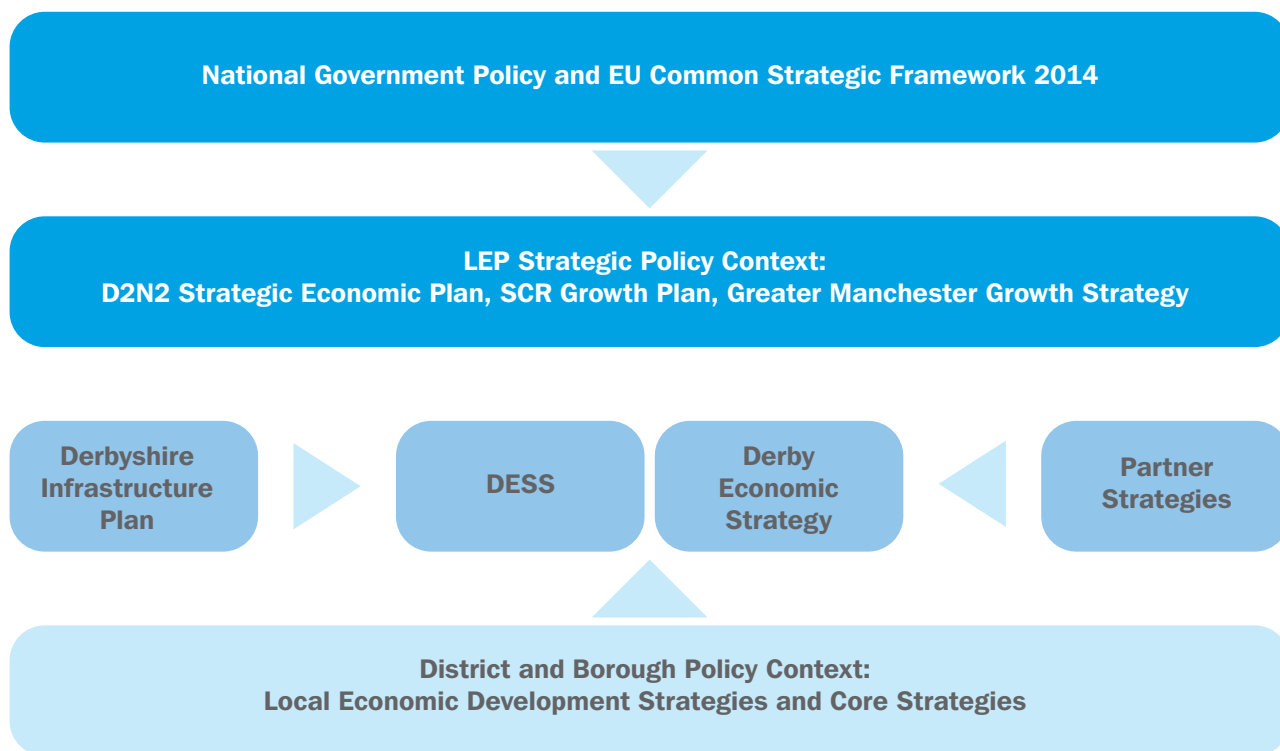 National Government Policy and EU Common Strategic Framework 2014
LEP Strategic Policy Context:
D2N2 Strategic Economic Plan, SCR Growth Plan, Greater Manchester Growth Strategy
Derbyshire
Infrastructure
Plan
DESS
Derby
Economic
Strategy
Partner
Strategies
District and Borough Policy Context:
Local Economic Development Strategies and Core Strategies